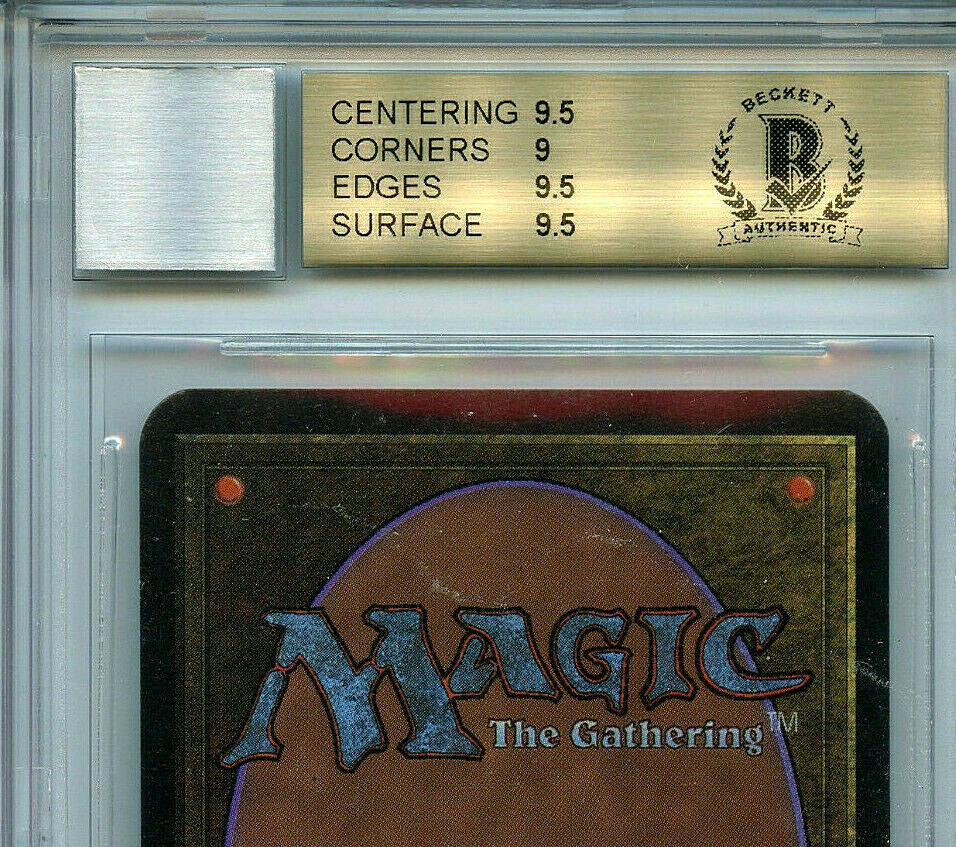 CENTERING 9.5
CORNERS 9
EDGES 9.5
SURFACE 9.5
BECKETT
B
AUTHENTIC
MAGIC
The Gathering™